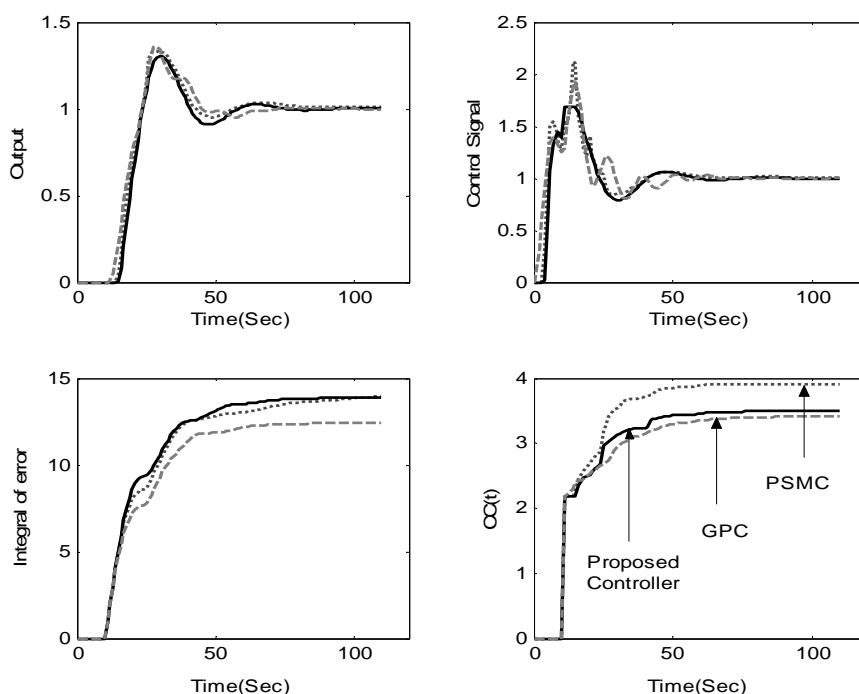 1.5
1
0.5
0
0
50
100
Time(Sec)
Output
2.5
2
1.5
1
0.5
0
0
50
100
Time(Sec)
Control Signal
15
10
5
0
0
50
100
Time(Sec)
Integral of error
4
3
2
1
0
0
50
100
Time(Sec)
CC(t)
PSMC
GPC
Proposed
Controller